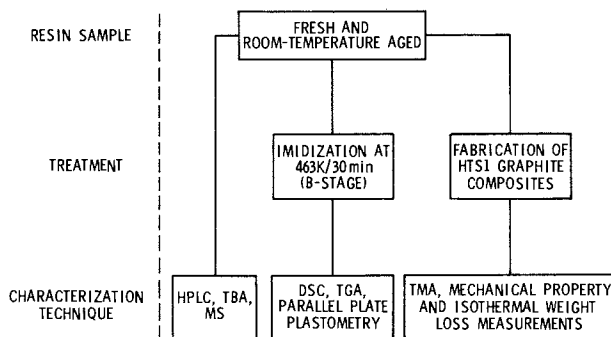 RESIN SAMPLE
FRESH AND
ROOM-TEMPERATURE AGED
TREATMENT
IMIDIZATION AT
463K/30min
(B-STAGE)
FABRICATION OF
HTS1 GRAPHITE
COMPOSITES
CHARACTERIZATION
TECHNIQUE
HPLC, TBA,
MS
DSC, TGA,
PARALLEL PLATE
PLASTOMETRY
TMA, MECHANICAL PROPERTY
AND ISOTHERMAL WEIGHT
LOSS MEASUREMENTS